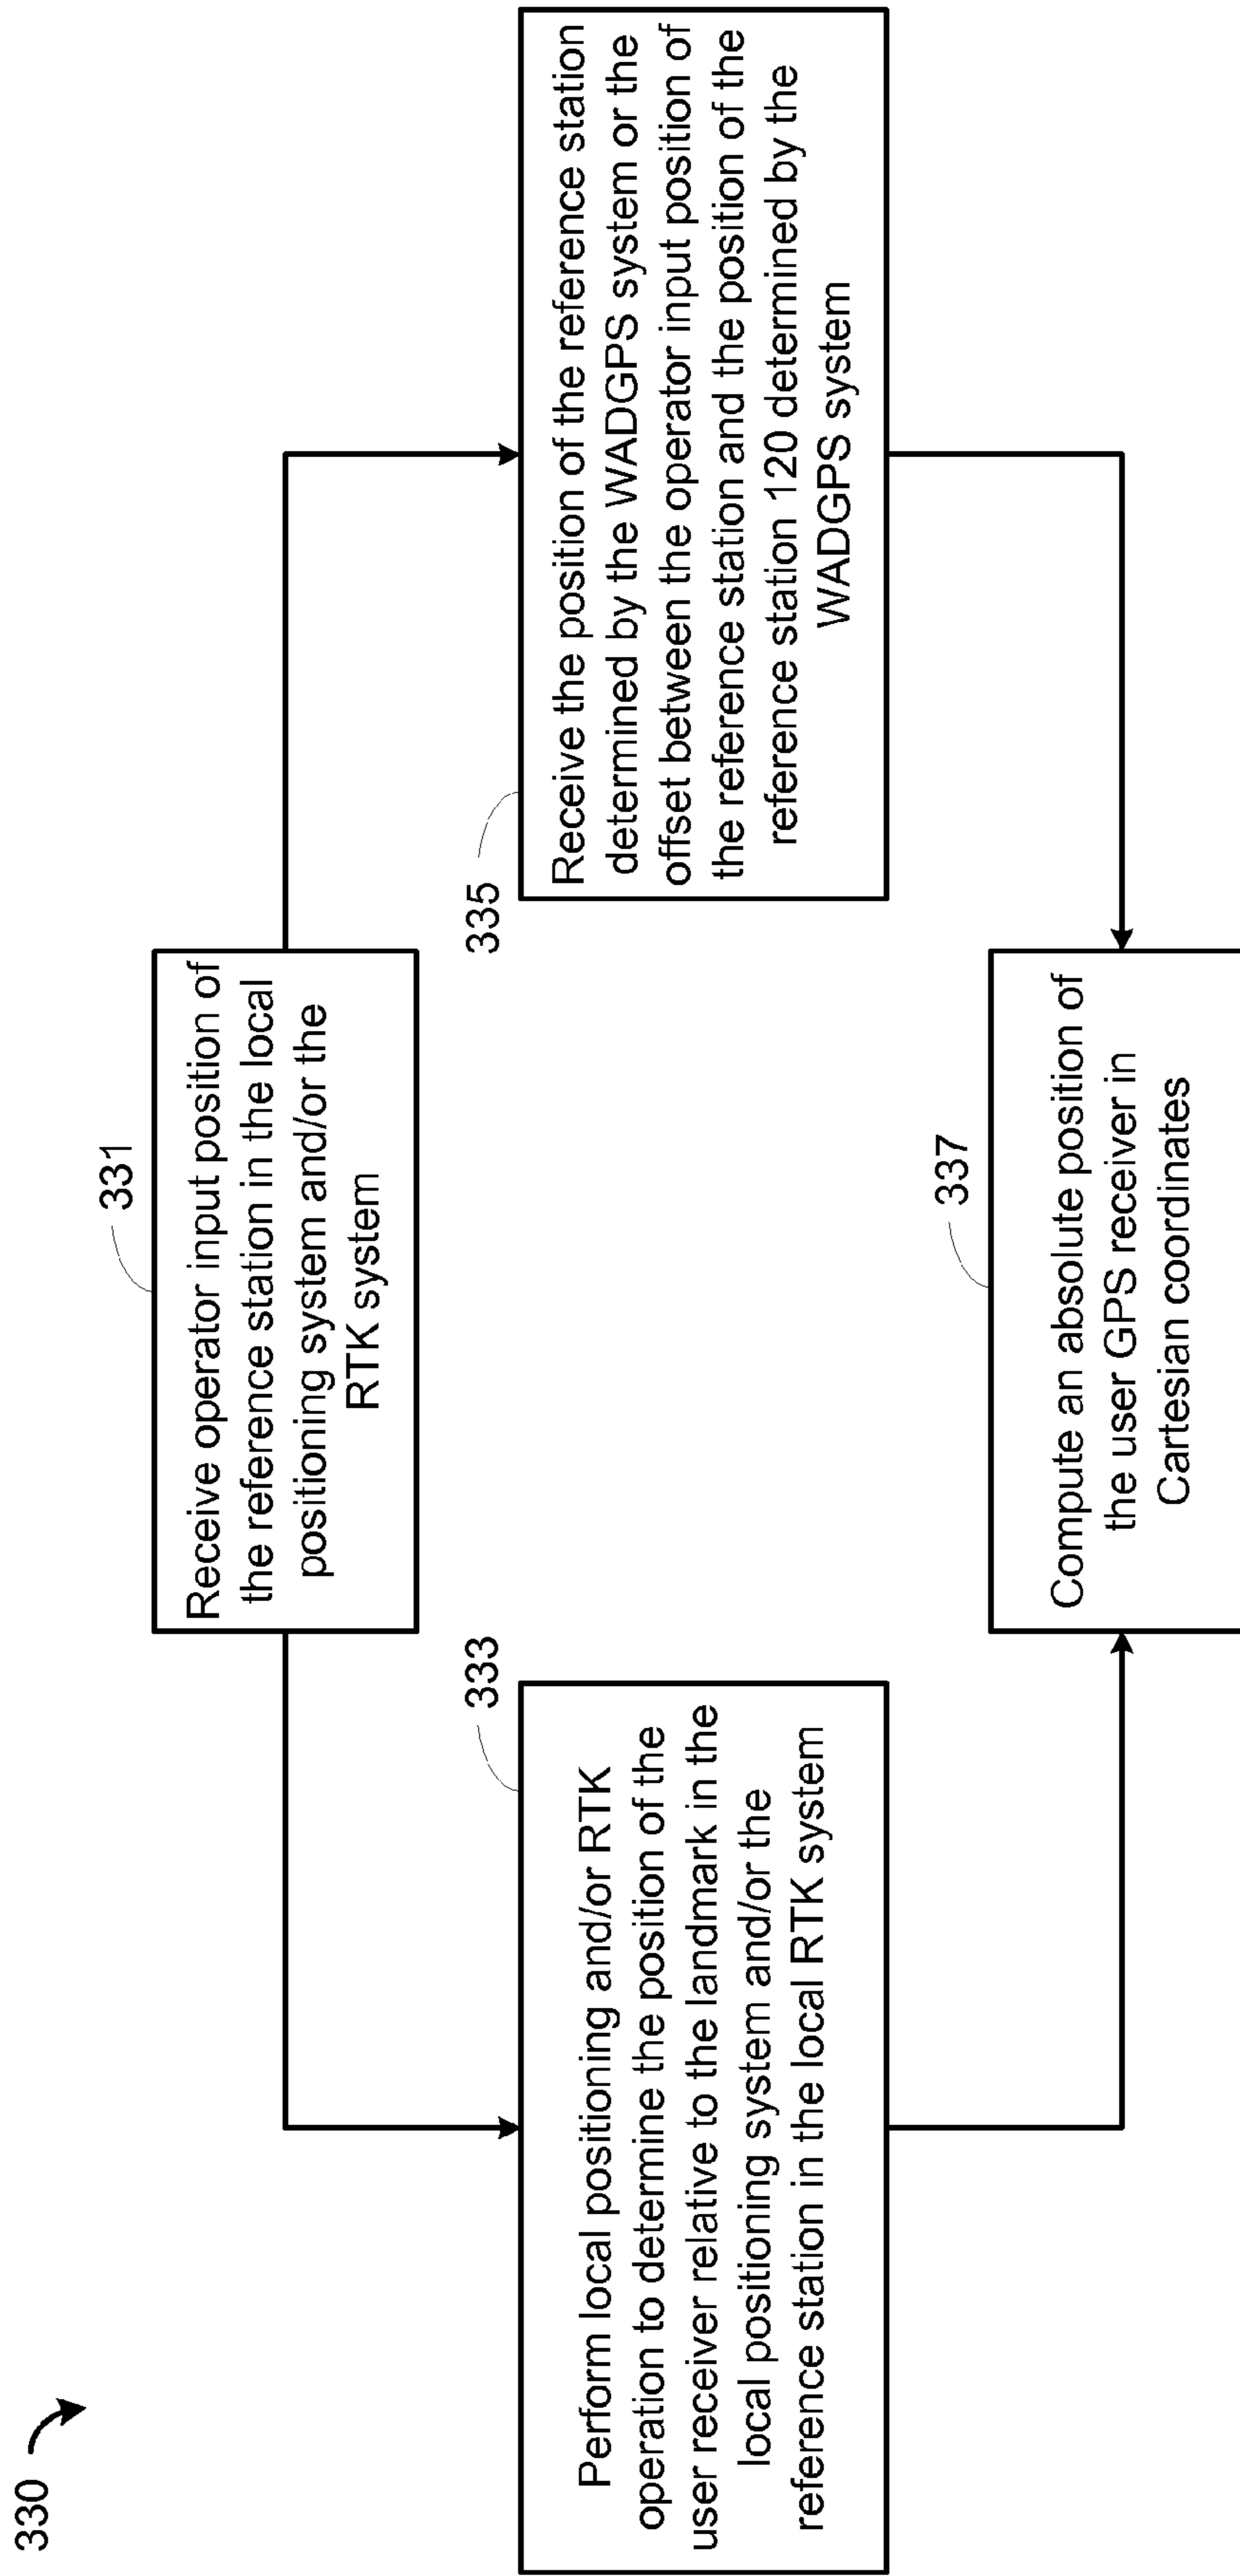 330
331
Receive operator input position of
the reference station in the local
positioning system and/or the
RTK system
333
Perform local positioning and/or RTK
operation to determine the position of the
user receiver relative to the landmark in the
local positioning system and/or the
reference station in the local RTK system
335
Receive the position of the reference station
determined by the WADGPS system or the
offset between the operator input position of
the reference station and the position of the
reference station 120 determined by the
WADGPS system
337
Compute an absolute position of
the user GPS receiver in
Cartesian coordinates